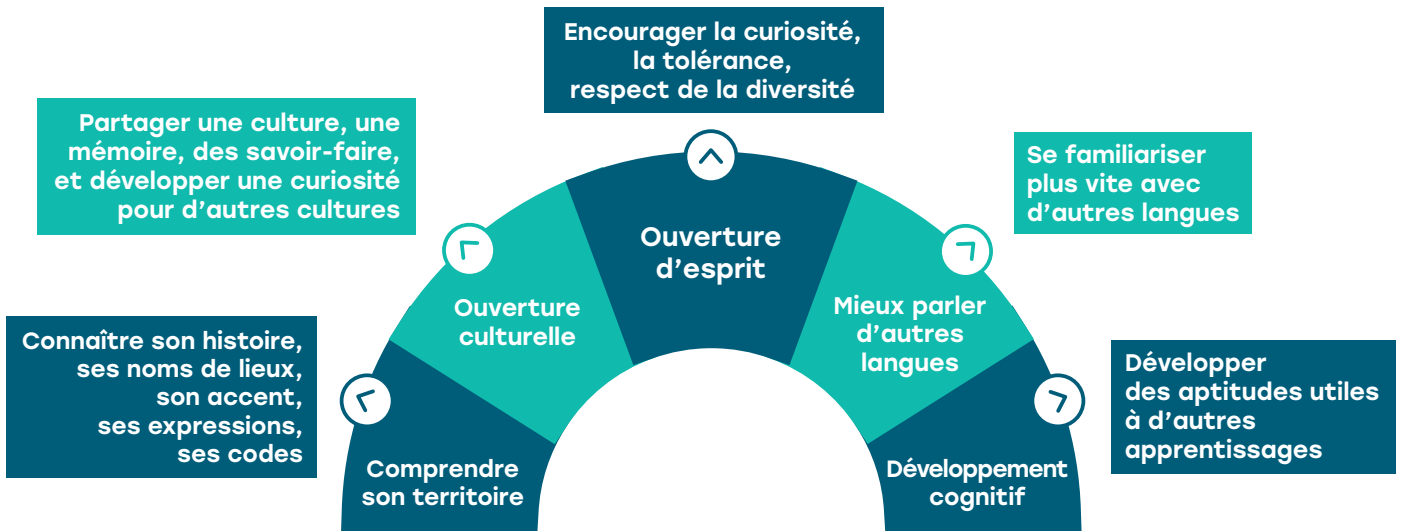 Encourager la curiosité,
la tolérance,
respect de la diversité
Partager une culture, une
mémoire, des savoir-faire,
et développer une curiosité
pour d'autres cultures
Se familiariser
plus vite avec
d'autres langues
Ouverture
d'esprit
Ouverture
culturelle
Mieux parler
d'autres
langues
Connaître son histoire,
ses noms de lieux,
son accent,
ses expressions,
ses codes
Développer
des aptitudes utiles
à d'autres
apprentissages
Comprendre
son territoire
Développement
cognitif